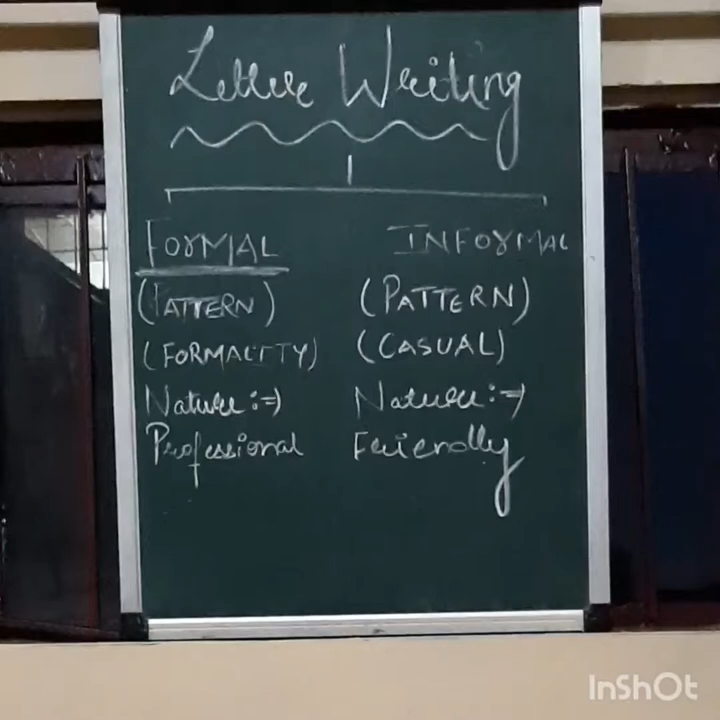 Letter Writing
FORMAL
INFORMAL
(PATTERN)
(PATTERN)
(FORMALITY)
(CASUAL)
Nature :⇒
Nature :⇒
Professional
Friendly
InShOt